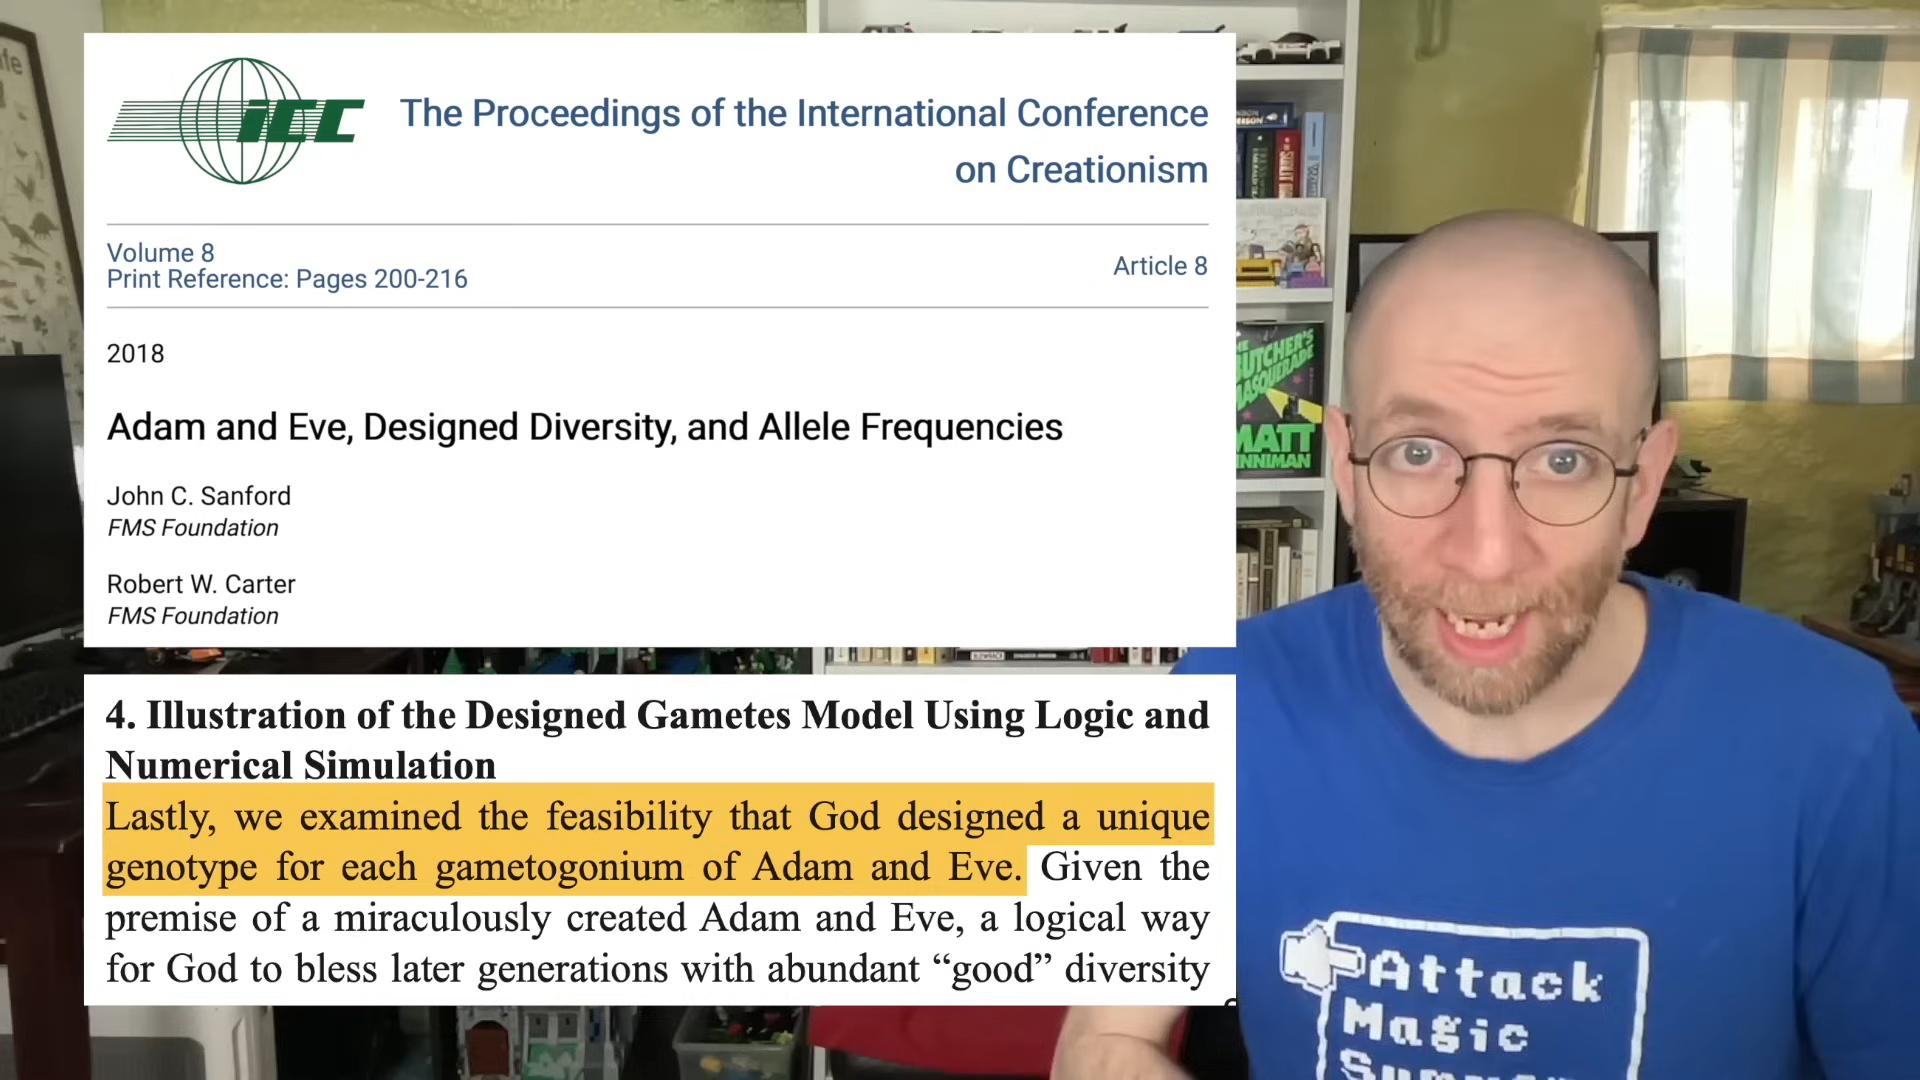 ICC
The Proceedings of the International Conference
on Creationism
Volume 8
Print Reference: Pages 200-216
Article 8
2018
Adam and Eve, Designed Diversity, and Allele Frequencies
John C. Sanford
FMS Foundation
Robert W. Carter
FMS Foundation
4. Illustration of the Designed Gametes Model Using Logic and
Numerical Simulation
Lastly, we examined the feasibility that God designed a unique
genotype for each gametogonium of Adam and Eve. Given the
premise of a miraculously created Adam and Eve, a logical way
for God to bless later generations with abundant “good” diversity
BUTCHER'S
MASQUERADE
MATT
INNIMAN
Attack
Magic